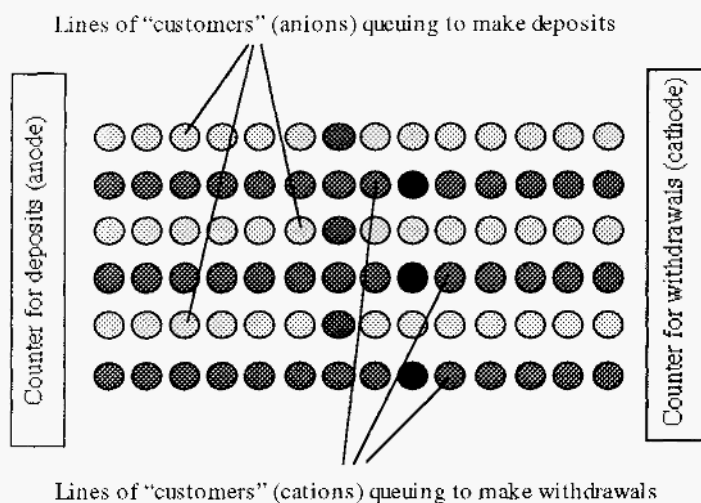 Lines of “customers” (anions) queuing to make deposits
Counter for deposits (anode)
Counter for withdrawals (cathode)
Lines of “customers” (cations) queuing to make withdrawals